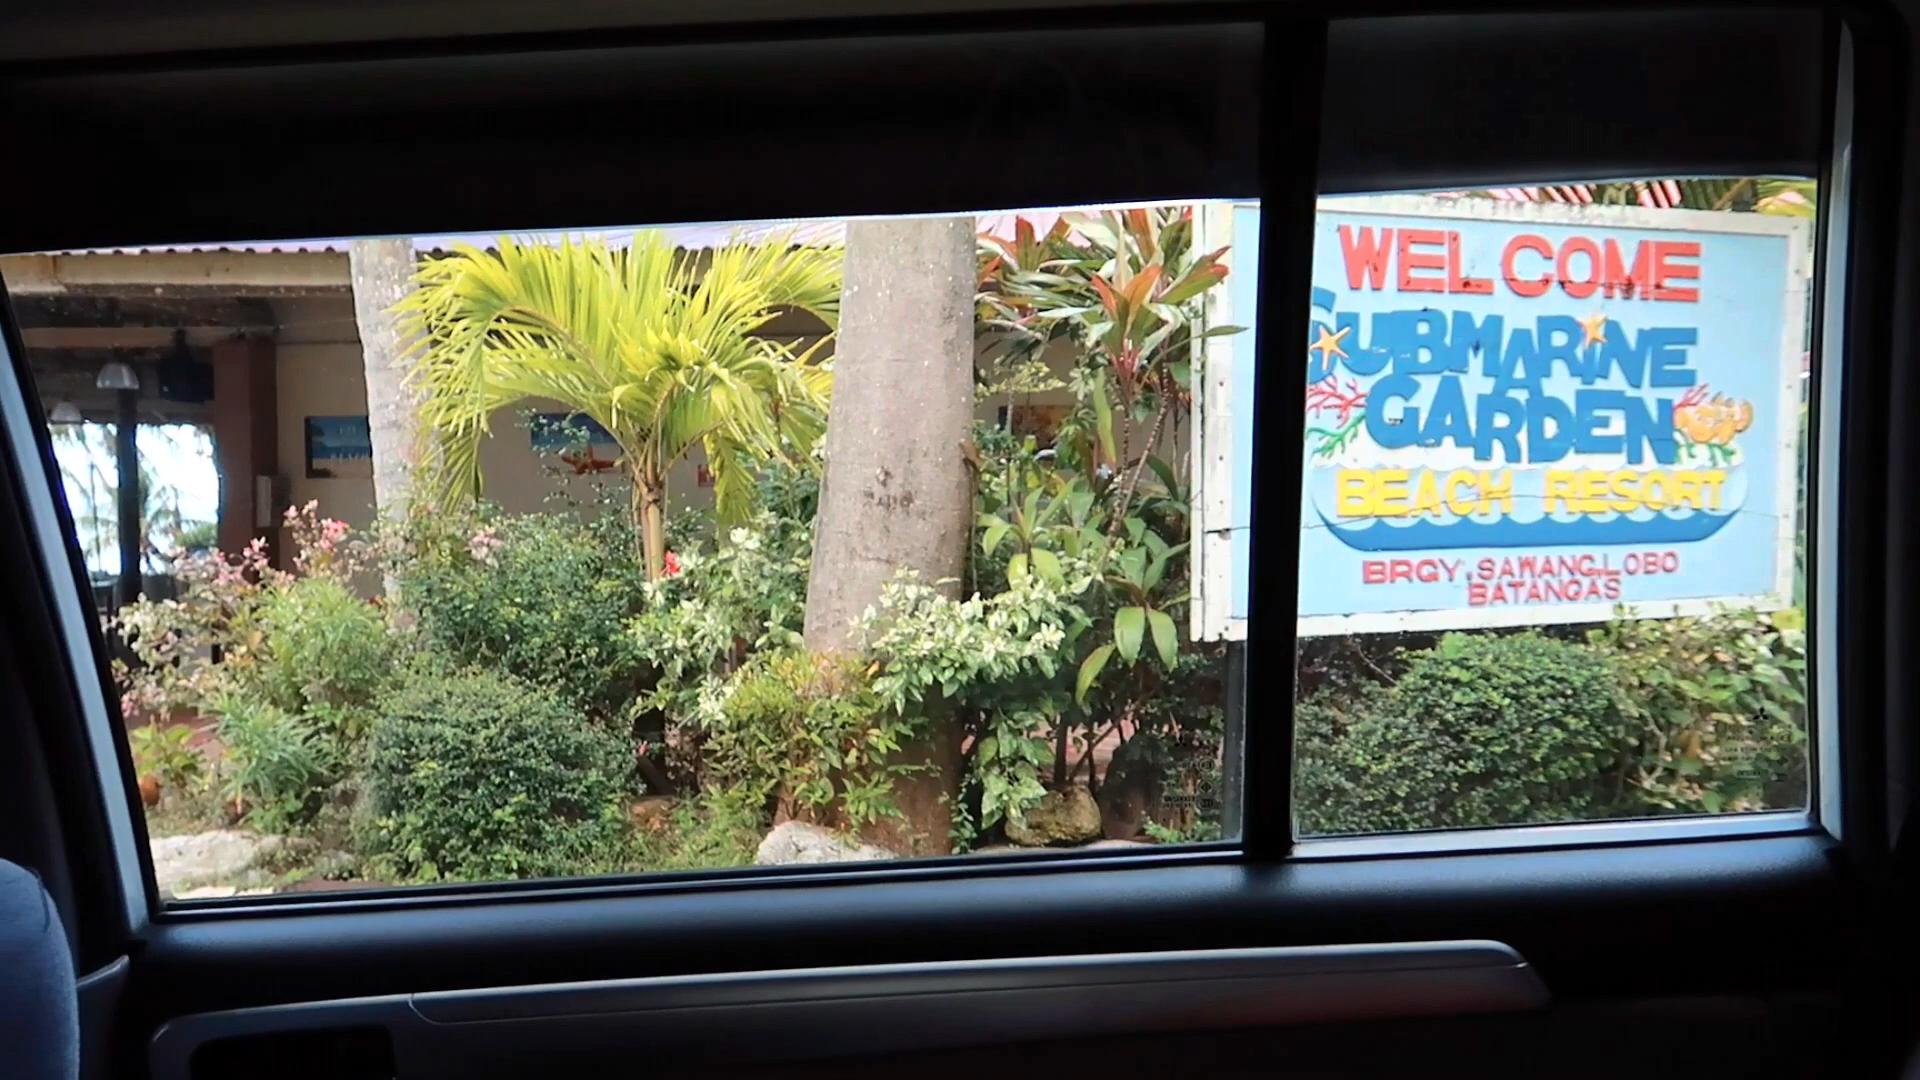 WELCOME
SUBMARINE
GARDEN
BEACH RESORT
BRGY. SAWANG, LOBO
BATANGAS